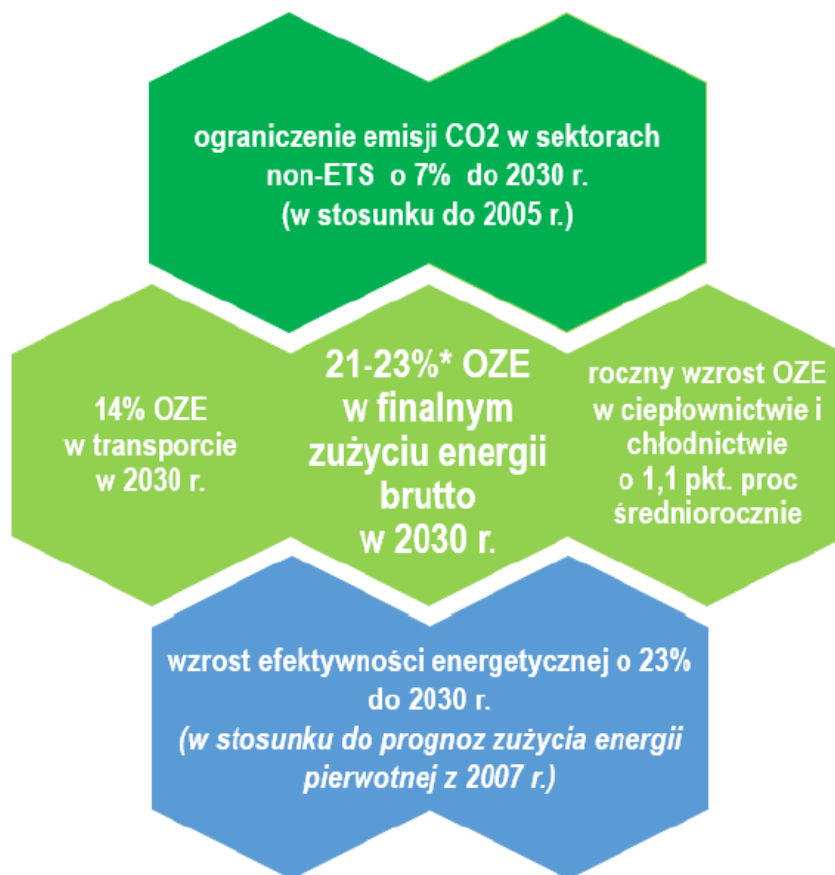 ograniczenie emisji CO2 w sektorach
non-ETS o 7% do 2030 r.
(w stosunku do 2005 r.)
14% OZE
w transporcie
w 2030 r.
21-23%* OZE
w finalnym
zużyciu energii
brutto
w 2030 r.
roczny wzrost OZE
w ciepłownictwie i
chłodnictwie
o 1,1 pkt. proc
średniorocznie
wzrost efektywności energetycznej o 23%
do 2030 r.
(w stosunku do prognoz zużycia energii
pierwotnej z 2007 r.)